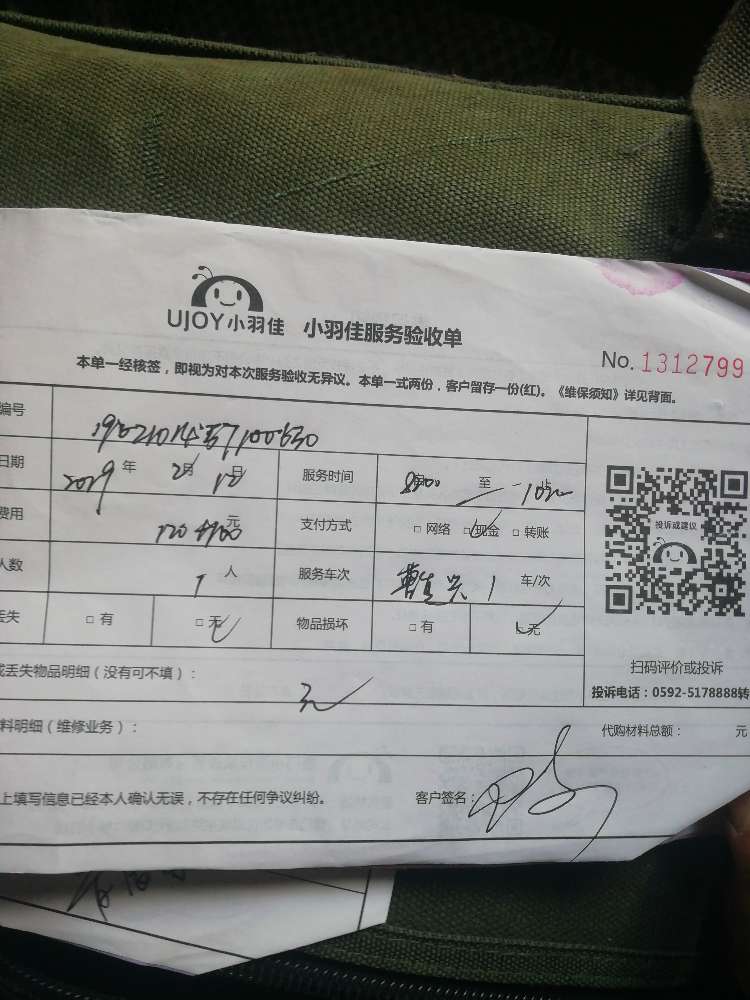 UJOY小羽佳 小羽佳服务验收单
No. 1312799
本单一经核签，即视为对本次服务验收无异议。本单一式两份，客户留存一份(红)。《维保须知》详见背面。
编号
日期 2019 年 2月 日 服务时间 至 止
费用 元 支付方式 □ 网络 □ 现金 □ 转账
人数 1 人 服务车次 1 车/次
丢失 □ 有 □ 无 物品损坏 □ 有 □ 无
投诉或建议
扫码评价或投诉
投诉电话：0592-5178888转
或丢失物品明细（没有可不填）： 无
料明细（维修业务）： 代购材料总额： 元
上填写信息已经本人确认无误，不存在任何争议纠纷。 客户签名：